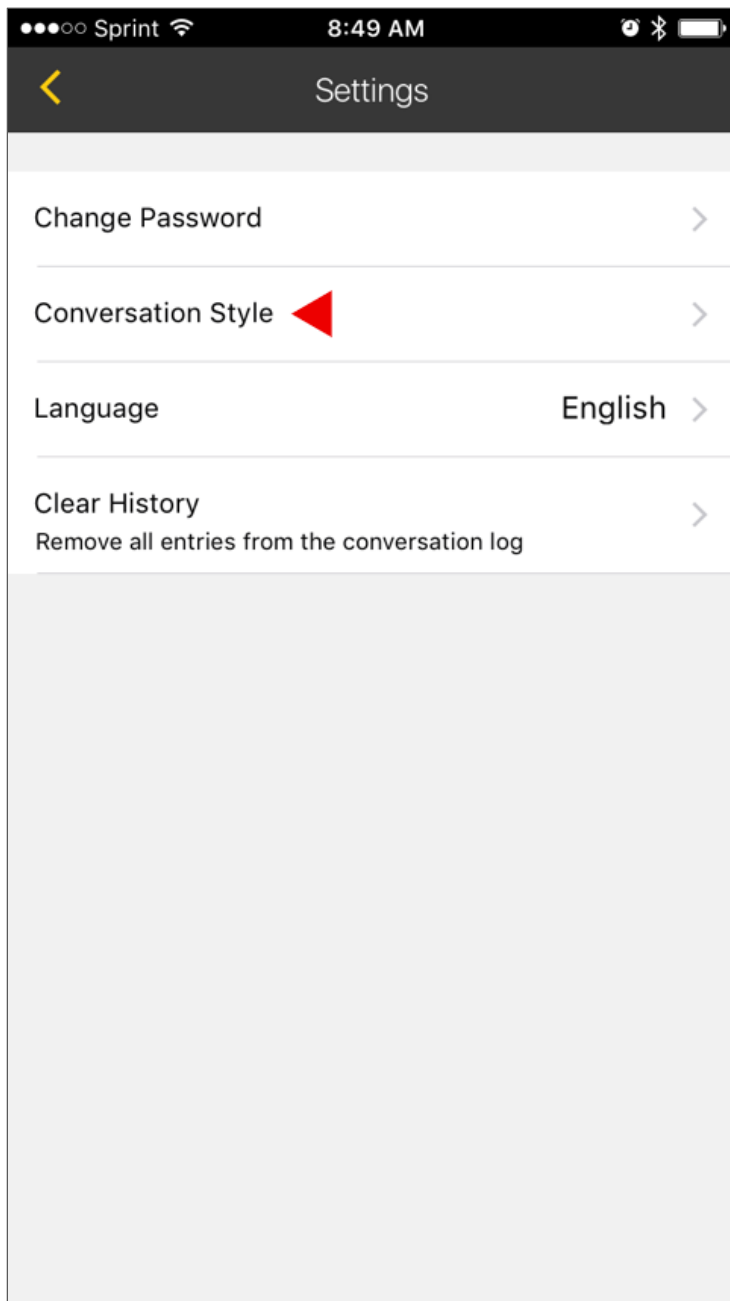 Sprint 8:49 AM
Settings
Change Password
Conversation Style
Language English
Clear History
Remove all entries from the conversation log